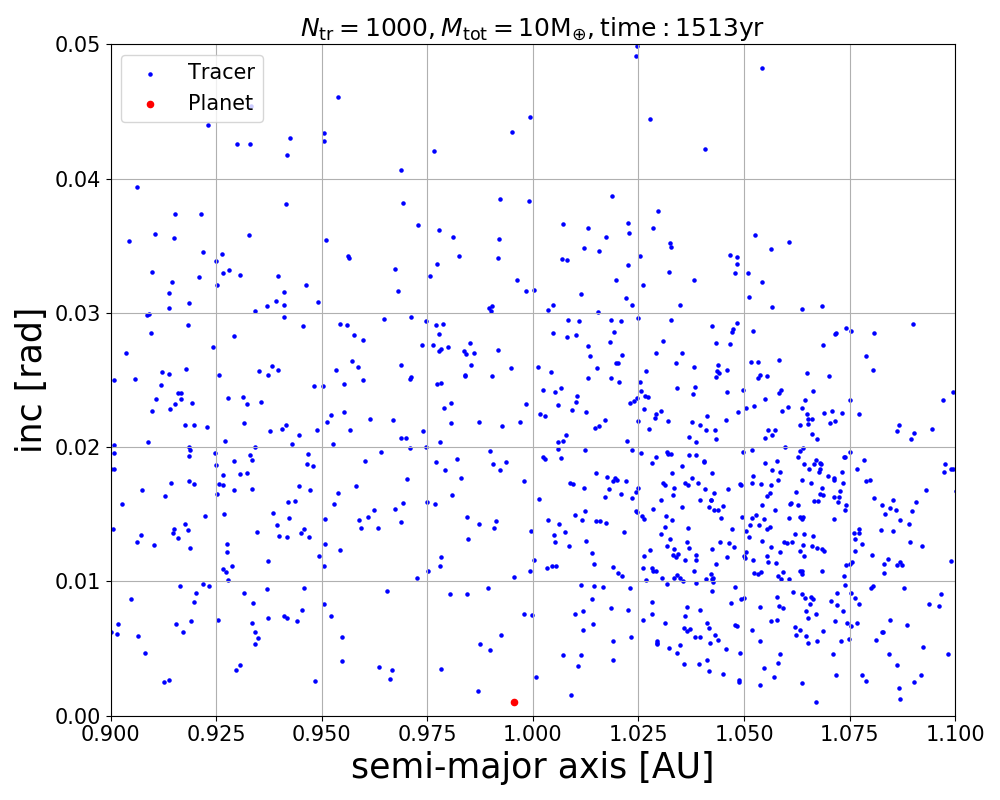 N_tr = 1000, M_tot = 10M_⊕, time : 1513yr
Tracer
Planet
0.05
0.04
0.03
0.02
0.01
0.00
inc [rad]
0.900 0.925 0.950 0.975 1.000 1.025 1.050 1.075 1.100
semi-major axis [AU]